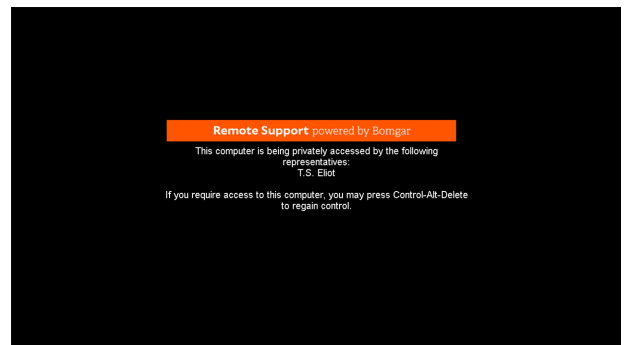 Remote Support powered by Bomgar
This computer is being privately accessed by the following
representatives:
T.S. Eliot
If you require access to this computer, you may press Control-Alt-Delete
to regain control.